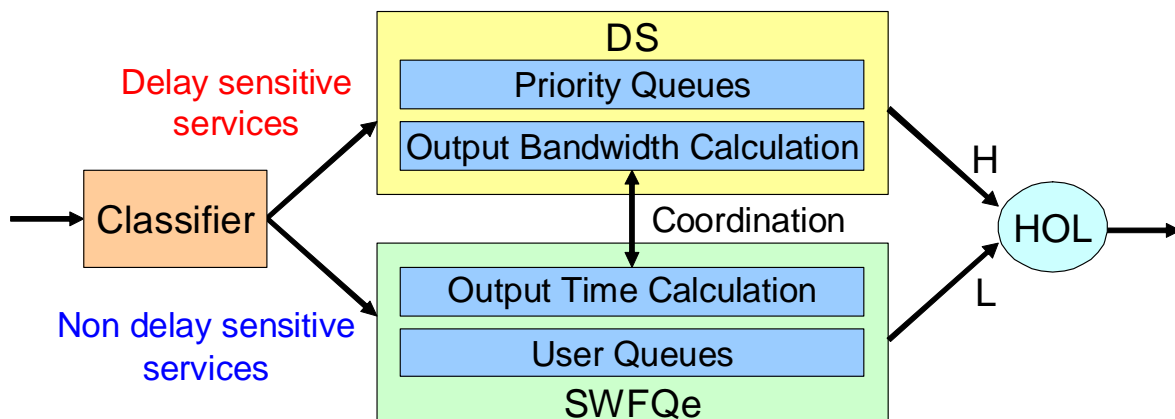 DS
Delay sensitive
services
Priority Queues
Output Bandwidth Calculation
H
Classifier
Coordination
HOL
L
Non delay sensitive
services
Output Time Calculation
User Queues
SWFQe